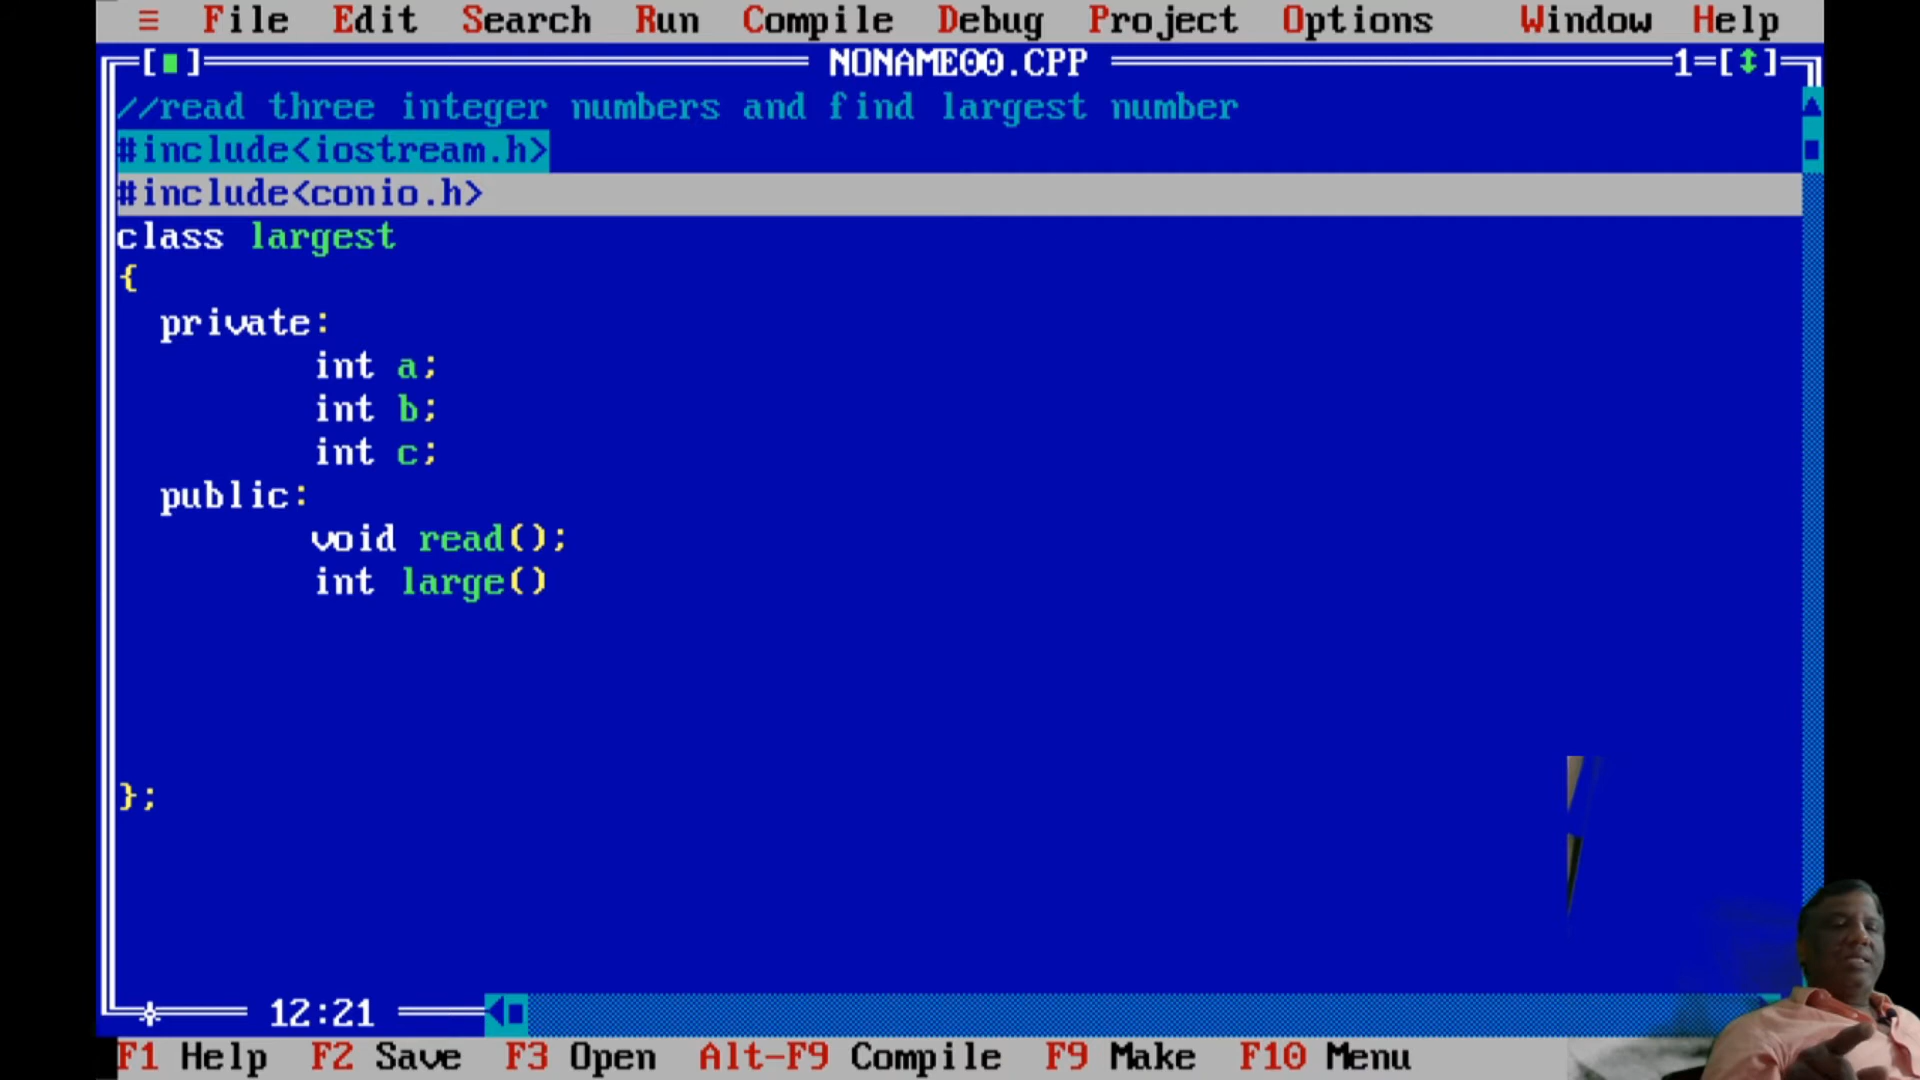 ≡ File Edit Search Run Compile Debug Project Options Window Help
[■] NONAME00.CPP 1=[↕]
//read three integer numbers and find largest number
#include<iostream.h>
#include<conio.h>
class largest
{
private:
int a;
int b;
int c;
public:
void read();
int large()
};
12:21
F1 Help F2 Save F3 Open Alt-F9 Compile F9 Make F10 Menu